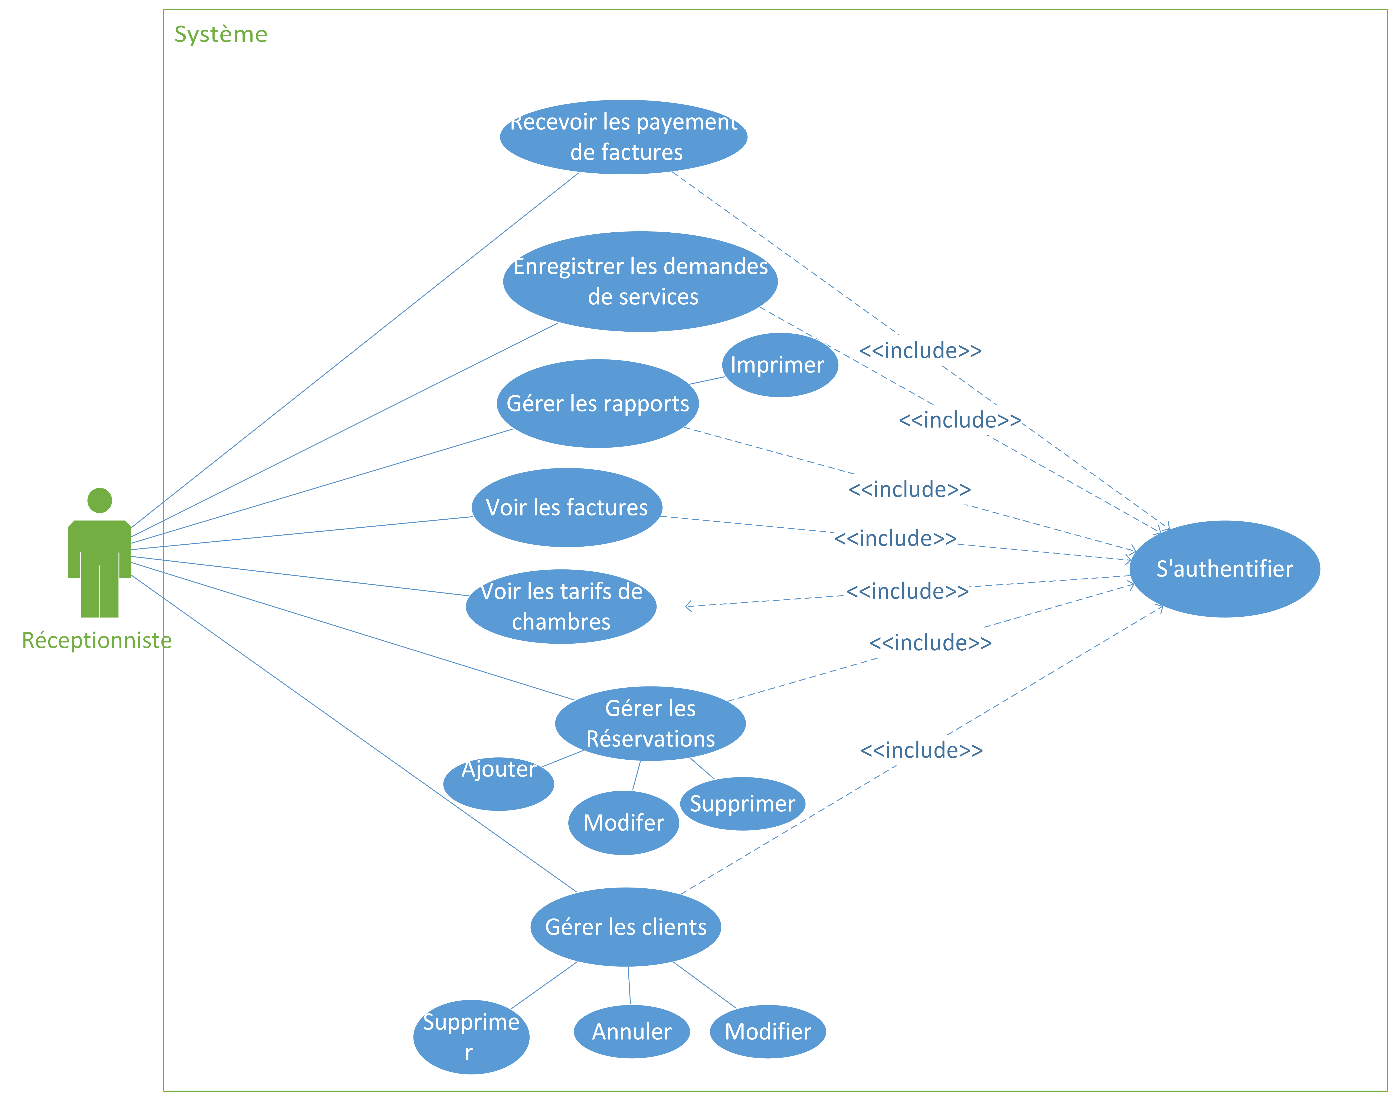 Système
Recevoir les payement
de factures
Enregistrer les demandes
de services
<<include>>
Imprimer
Gérer les rapports
<<include>>
<<include>>
Voir les factures
<<include>>
S'authentifier
Voir les tarifs de
chambres
<<include>>
Réceptionniste
<<include>>
Gérer les
Réservations
<<include>>
Ajouter
Modifer
Supprimer
Gérer les clients
Supprime
r
Annuler
Modifier